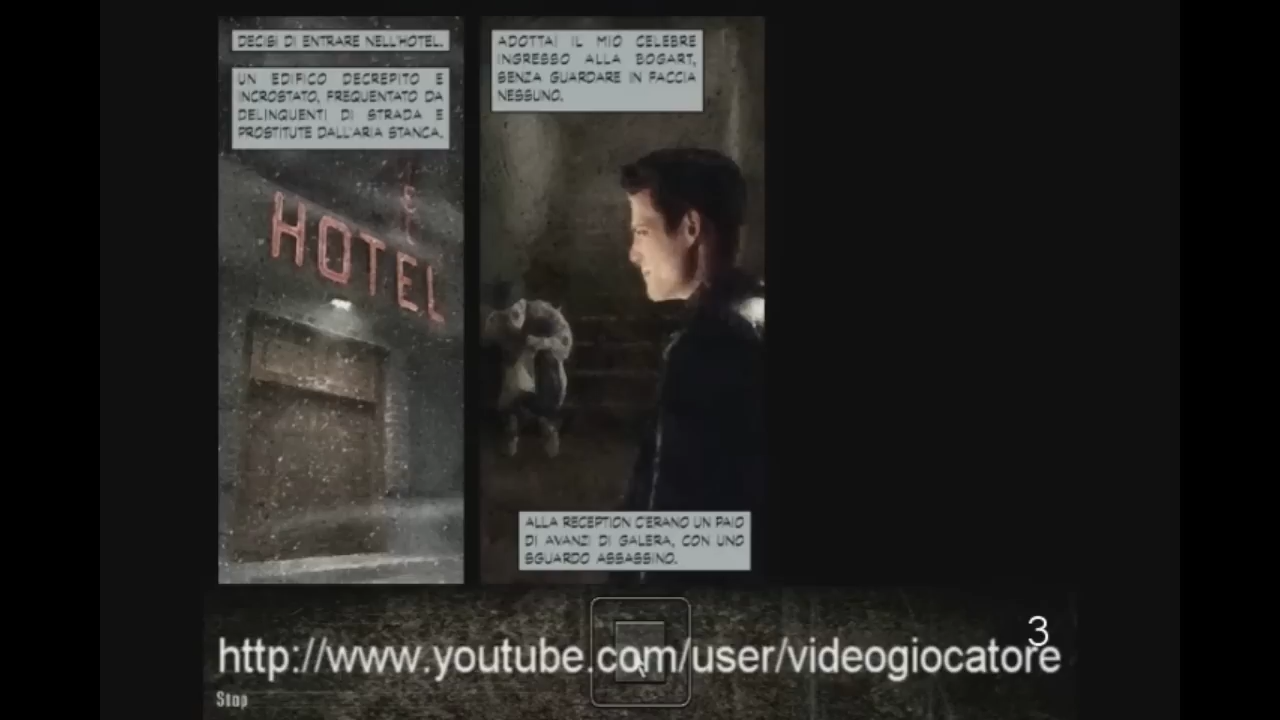 DECISI DI ENTRARE NELL'HOTEL.
UN EDIFICO DECREPITO E
INCROSTATO, FREQUENTATO DA
DELINQUENTI DI STRADA E
PROSTITUTE DALL'ARIA STANCA.
HOTEL
ADOTTAI IL MIO CELEBRE
INGRESSO ALLA BOGART,
SENZA GUARDARE IN FACCIA
NESSUNO.
ALLA RECEPTION C'ERANO UN PAIO
DI AVANZI DI GALERA, CON UNO
SGUARDO ASSASSINO.
3
http://www.youtube.com/user/videogiocatore
Stop